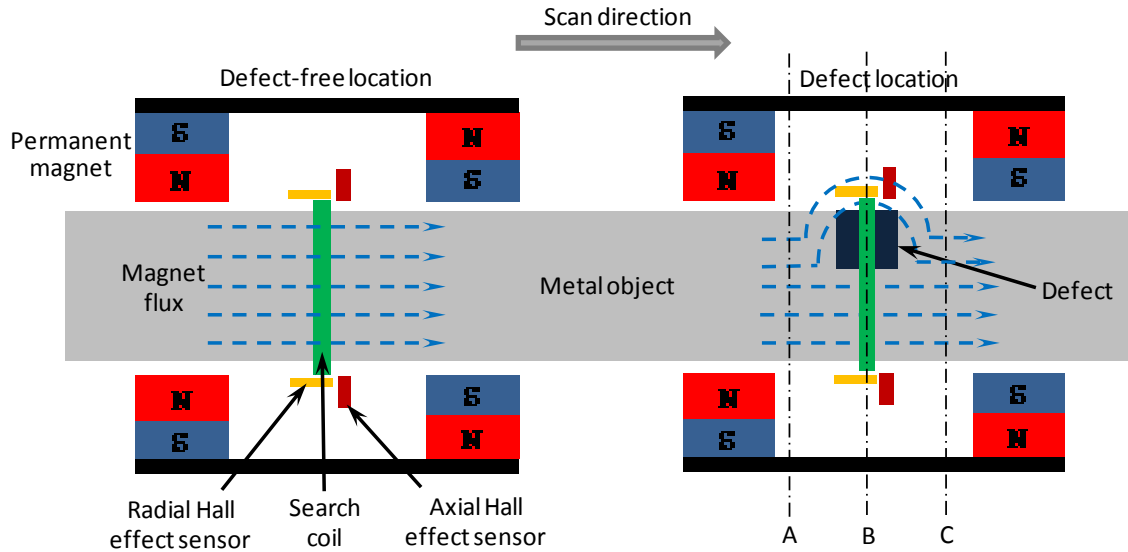 Scan direction
Defect-free location
Defect location
Permanent
magnet
S
N
N
S
S
N
N
S
Magnet
flux
Metal object
Defect
N
S
S
N
N
S
S
N
Radial Hall
effect sensor
Search
coil
Axial Hall
effect sensor
A
B
C